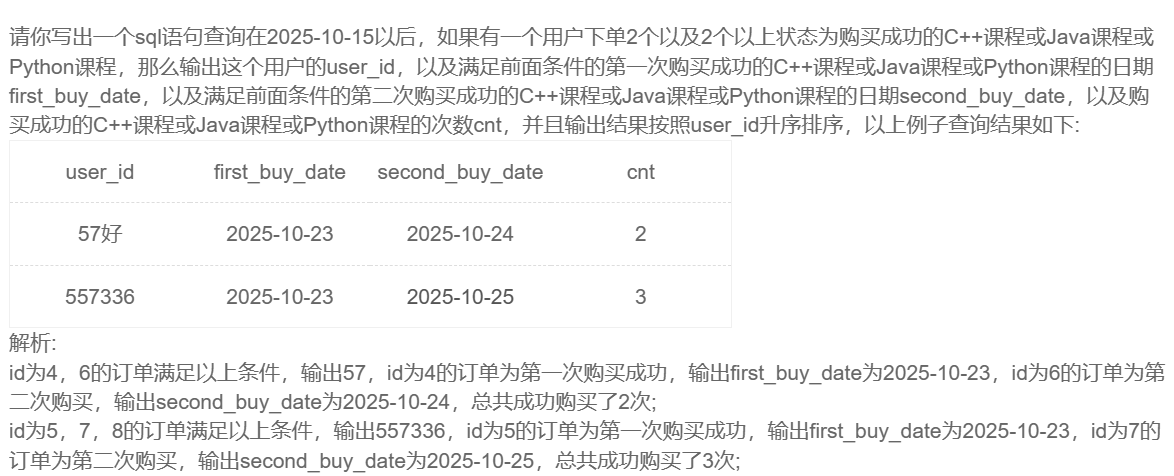 请你写出一个sql语句查询在2025-10-15以后，如果有一个用户下单2个以及2个以上状态为购买成功的C++课程或Java课程或
Python课程，那么输出这个用户的user_id，以及满足前面条件的第一次购买成功的C++课程或Java课程或Python课程的日期
first_buy_date，以及满足前面条件的第二次购买成功的C++课程或Java课程或Python课程的日期second_buy_date，以及购
买成功的C++课程或Java课程或Python课程的次数cnt，并且输出结果按照user_id升序排序，以上例子查询结果如下:
user_id first_buy_date second_buy_date cnt
57好 2025-10-23 2025-10-24 2
557336 2025-10-23 2025-10-25 3
解析:
id为4，6的订单满足以上条件，输出57，id为4的订单为第一次购买成功，输出first_buy_date为2025-10-23，id为6的订单为第
二次购买，输出second_buy_date为2025-10-24，总共成功购买了2次;
id为5，7，8的订单满足以上条件，输出557336，id为5的订单为第一次购买成功，输出first_buy_date为2025-10-23，id为7的
订单为第二次购买，输出second_buy_date为2025-10-25，总共成功购买了3次;